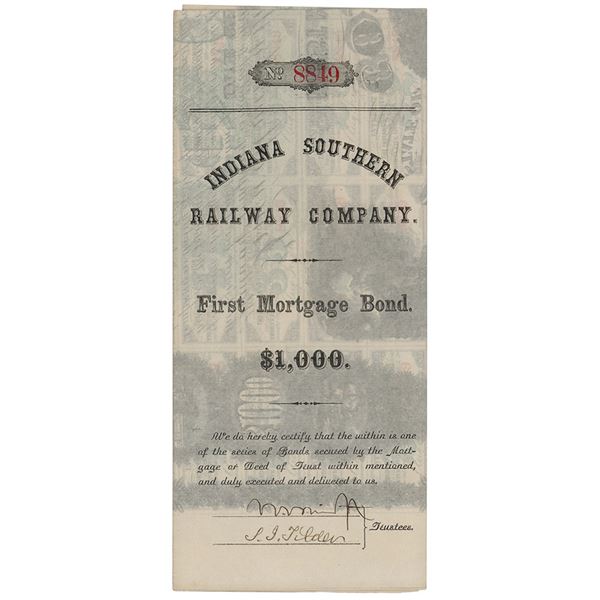 No 8849
INDIANA SOUTHERN
RAILWAY COMPANY.
First Mortgage Bond.
$1,000.
We do hereby certify that the within is one
of the series of Bonds secured by the Mort-
gage or Deed of Trust within mentioned,
and duly executed and delivered to us.
S. J. Tilden
Trustees.